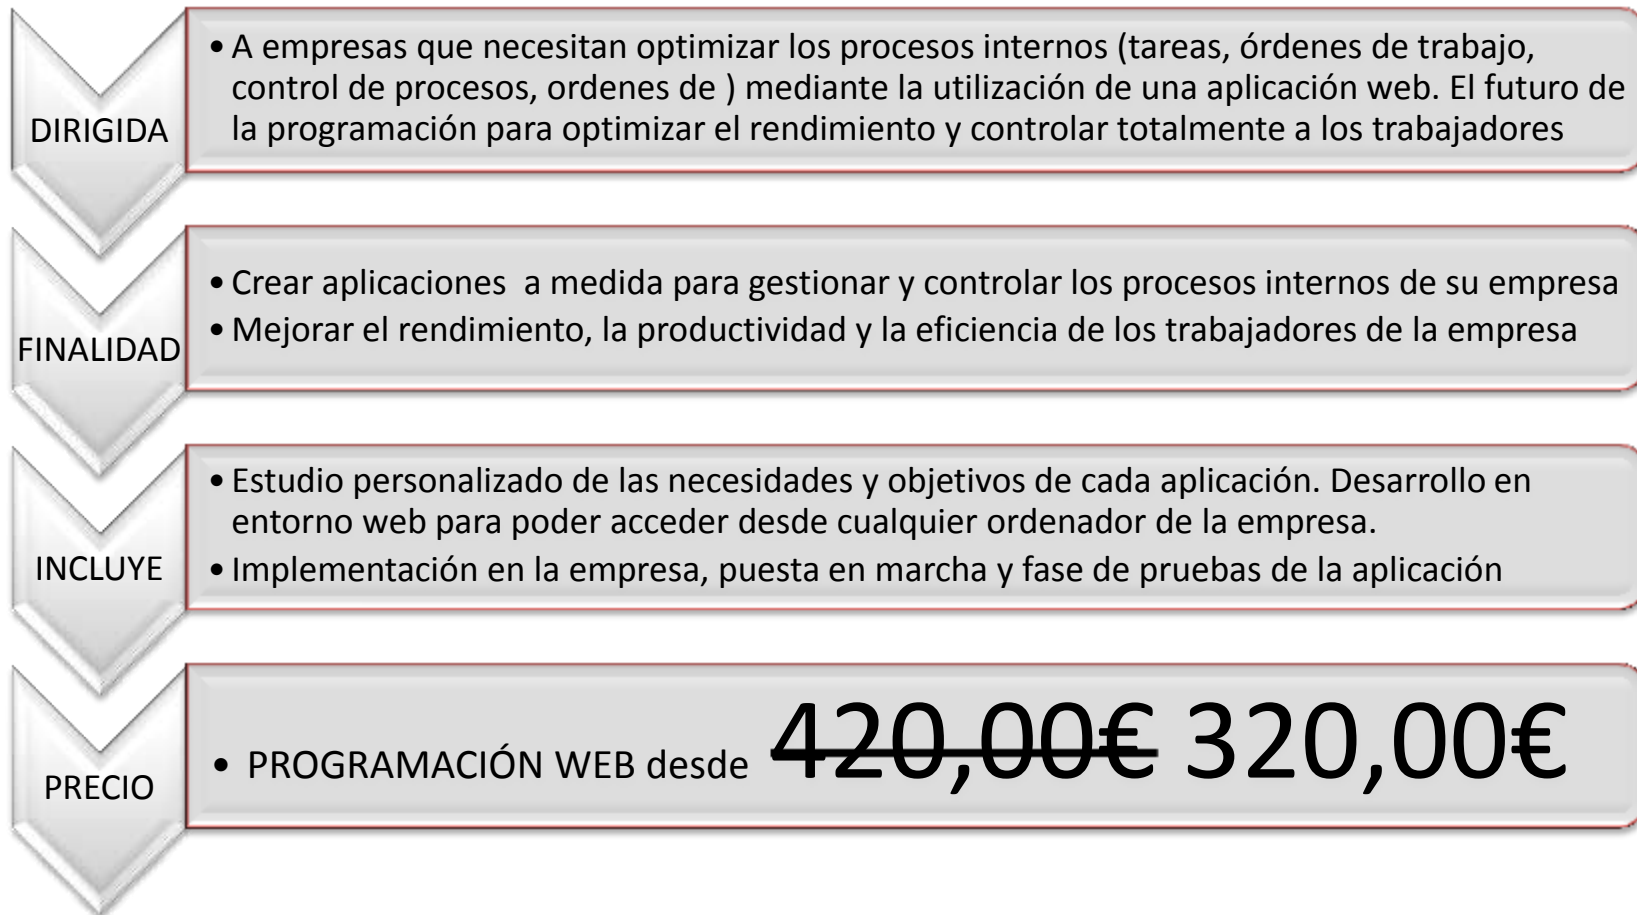 DIRIGIDA
• A empresas que necesitan optimizar los procesos internos (tareas, órdenes de trabajo,
control de procesos, ordenes de ) mediante la utilización de una aplicación web. El futuro de
la programación para optimizar el rendimiento y controlar totalmente a los trabajadores
FINALIDAD
• Crear aplicaciones  a medida para gestionar y controlar los procesos internos de su empresa
• Mejorar el rendimiento, la productividad y la eficiencia de los trabajadores de la empresa
INCLUYE
• Estudio personalizado de las necesidades y objetivos de cada aplicación. Desarrollo en
entorno web para poder acceder desde cualquier ordenador de la empresa.
• Implementación en la empresa, puesta en marcha y fase de pruebas de la aplicación
PRECIO
• PROGRAMACIÓN WEB desde 420,00€ 320,00€